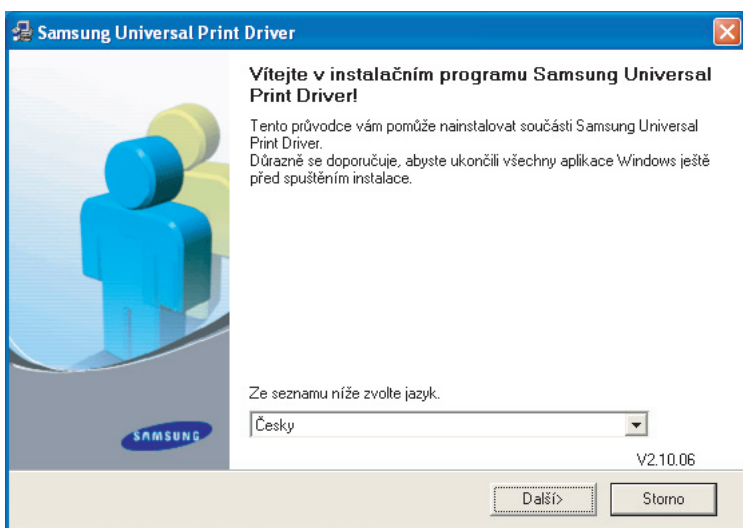 Samsung Universal Print Driver
Vítejte v instalačním programu Samsung Universal
Print Driver!
Tento průvodce vám pomůže nainstalovat součásti Samsung Universal
Print Driver.
Důrazně se doporučuje, abyste ukončili všechny aplikace Windows ještě
před spuštěním instalace.
Ze seznamu níže zvolte jazyk.
Česky
SAMSUNG
V2.10.06
Další>
Storno